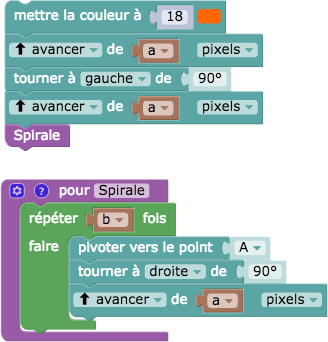 mettre la couleur à 18
avancer de a pixels
tourner à gauche de 90°
avancer de a pixels
Spirale
? pour Spirale
répéter b fois
faire pivoter vers le point A
tourner à droite de 90°
avancer de a pixels